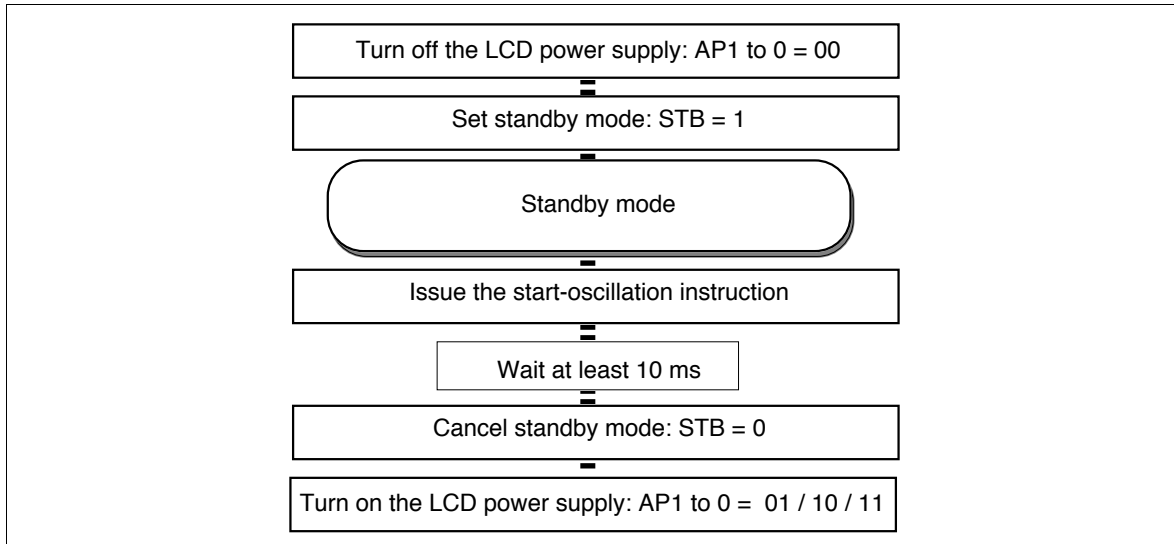 Turn off the LCD power supply: AP1 to 0 = 00
Set standby mode: STB = 1
Standby mode
Issue the start-oscillation instruction
Wait at least 10 ms
Cancel standby mode: STB = 0
Turn on the LCD power supply: AP1 to 0 = 01 / 10 / 11